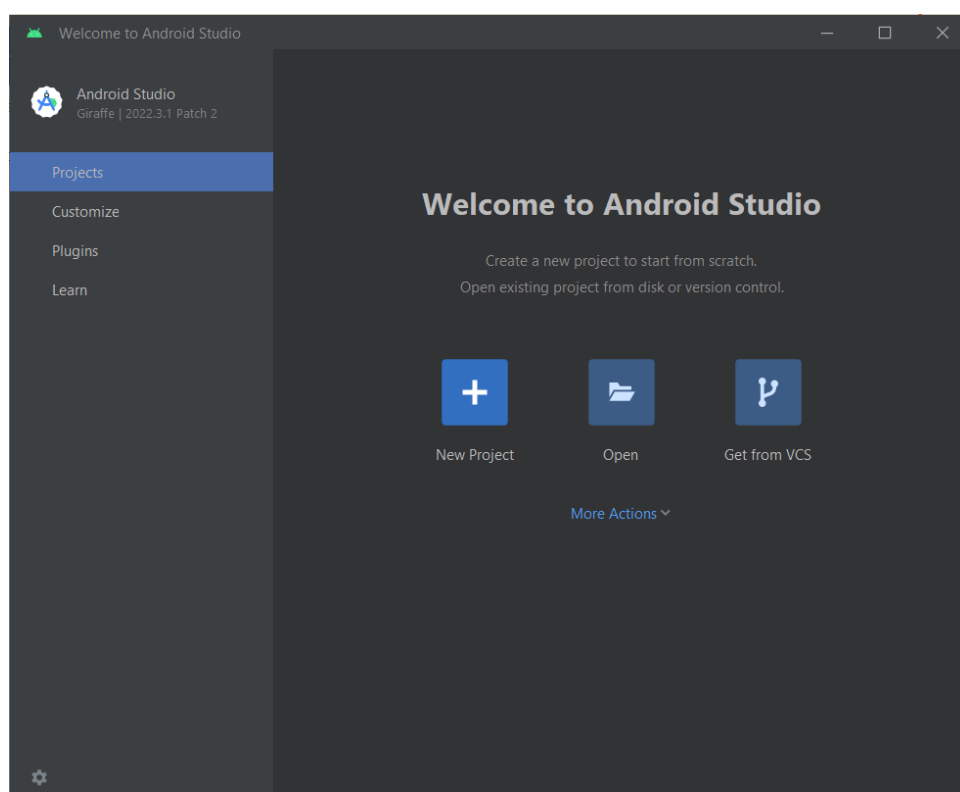 Welcome to Android Studio
Android Studio
Giraffe | 2022.3.1 Patch 2
Projects
Customize
Plugins
Learn
Welcome to Android Studio
Create a new project to start from scratch.
Open existing project from disk or version control.
New Project
Open
Get from VCS
More Actions